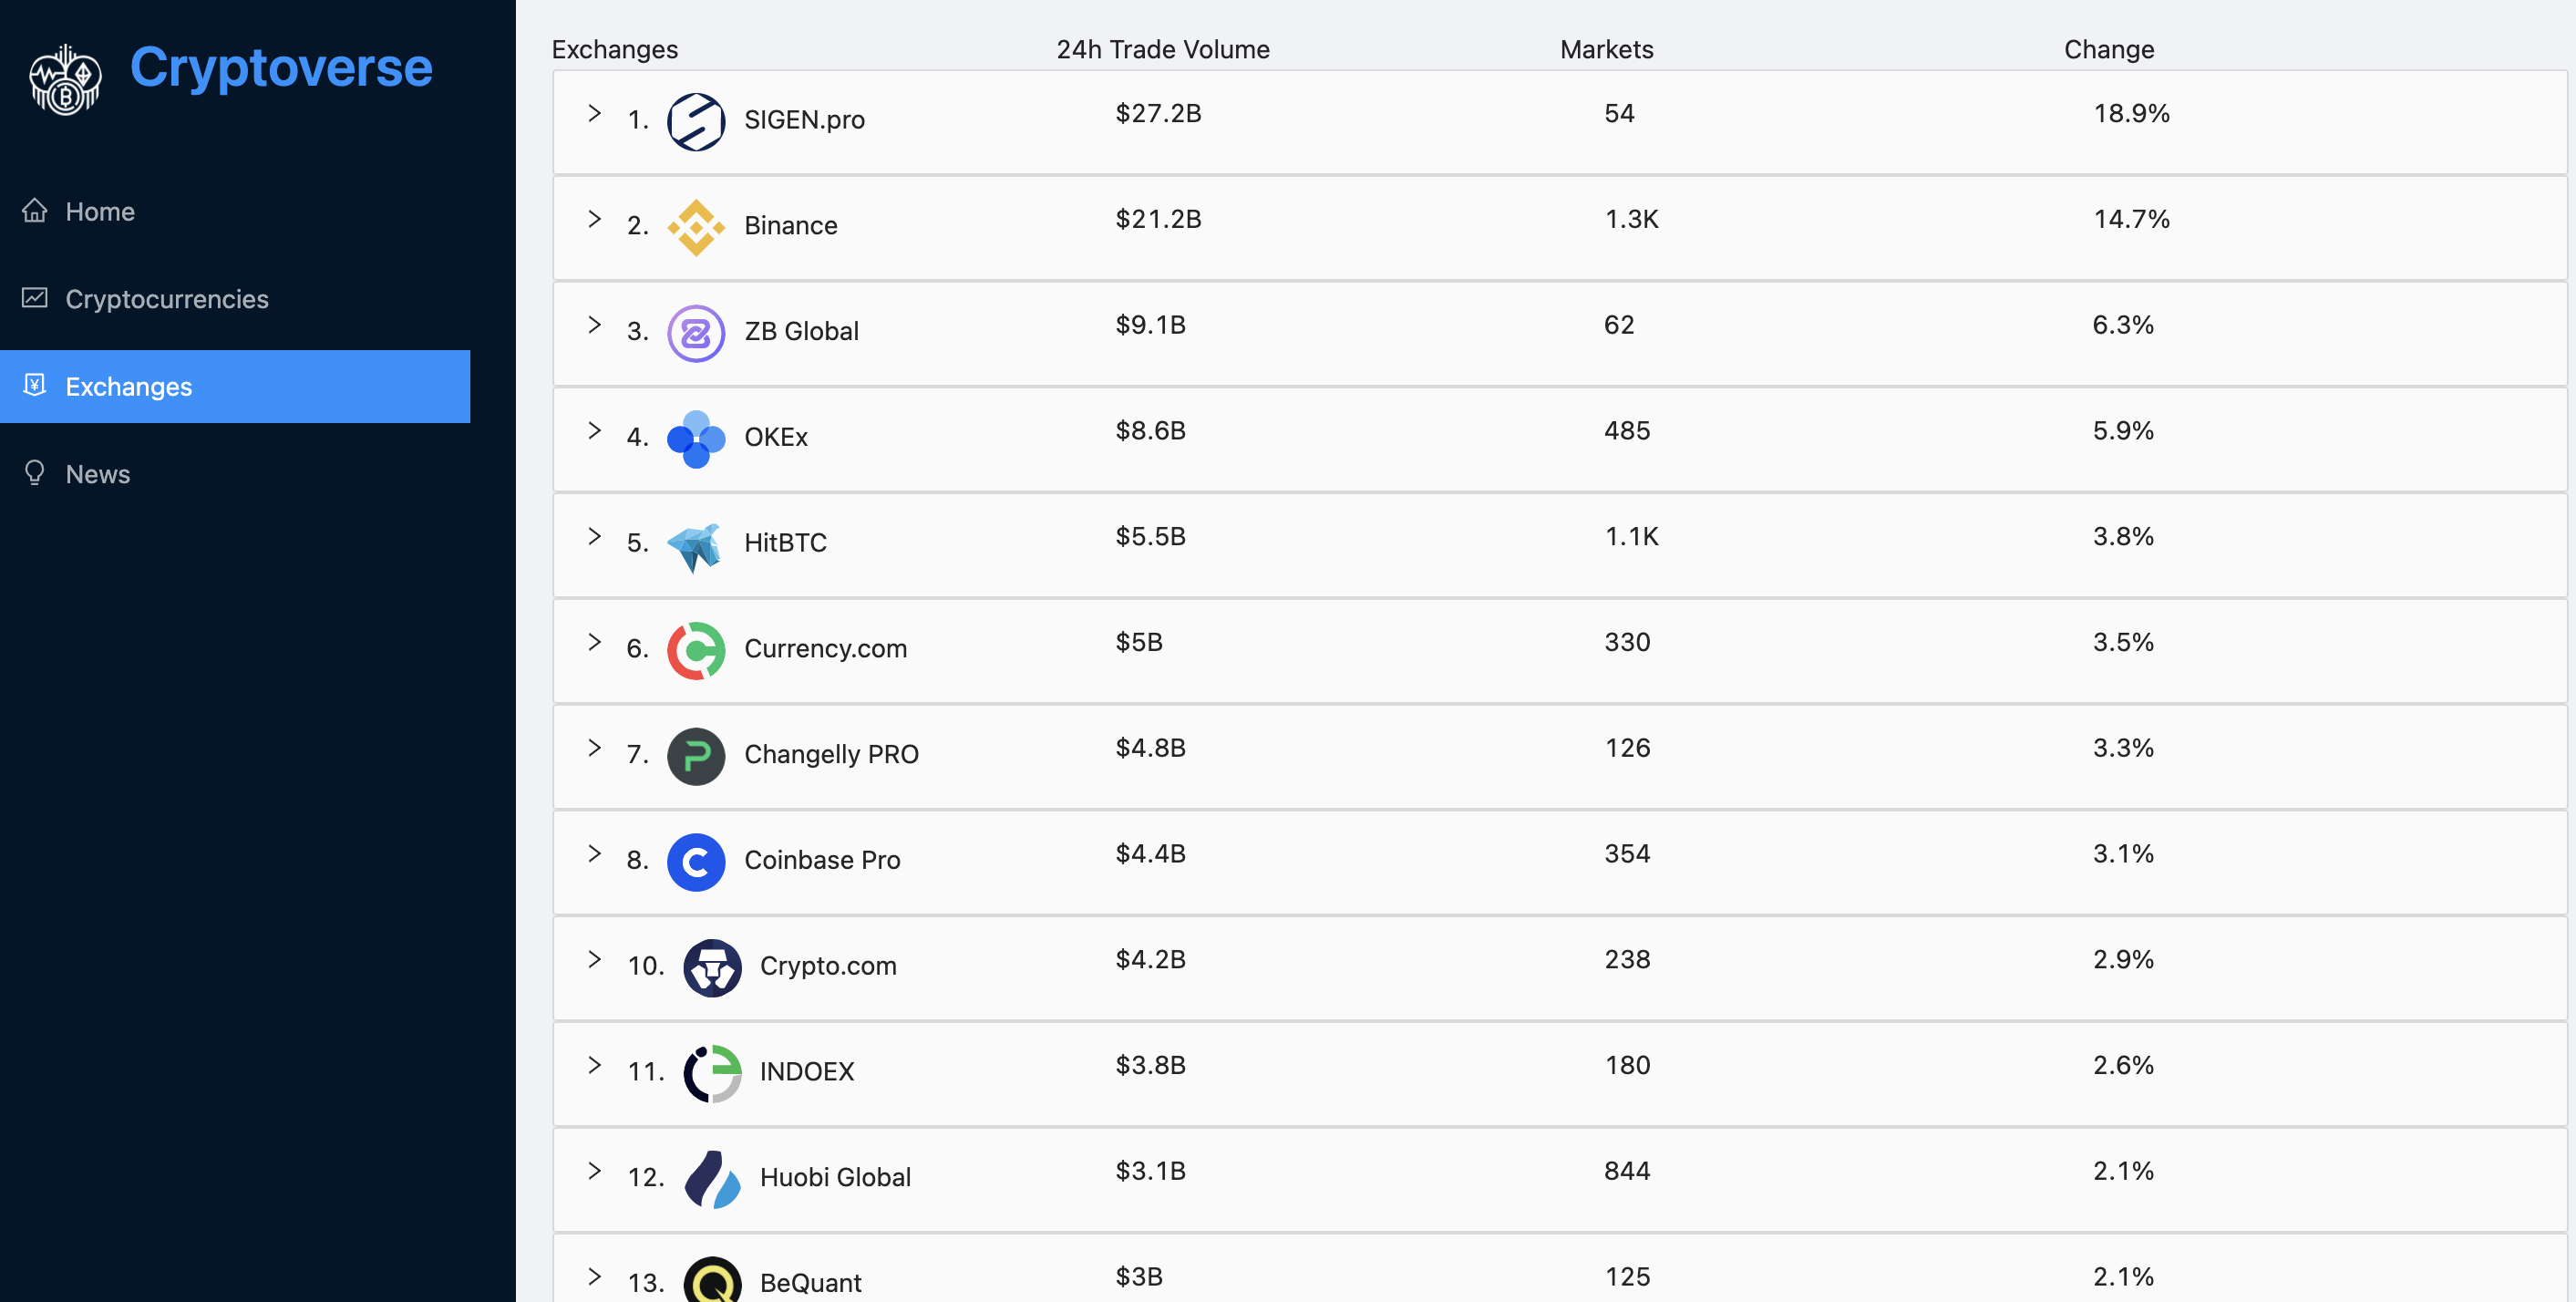 Cryptoverse
Home
Cryptocurrencies
Exchanges
News
Exchanges 24h Trade Volume Markets Change
1. SIGEN.pro $27.2B 54 18.9%
2. Binance $21.2B 1.3K 14.7%
3. ZB Global $9.1B 62 6.3%
4. OKEx $8.6B 485 5.9%
5. HitBTC $5.5B 1.1K 3.8%
6. Currency.com $5B 330 3.5%
7. Changelly PRO $4.8B 126 3.3%
8. Coinbase Pro $4.4B 354 3.1%
10. Crypto.com $4.2B 238 2.9%
11. INDOEX $3.8B 180 2.6%
12. Huobi Global $3.1B 844 2.1%
13. BeQuant $3B 125 2.1%